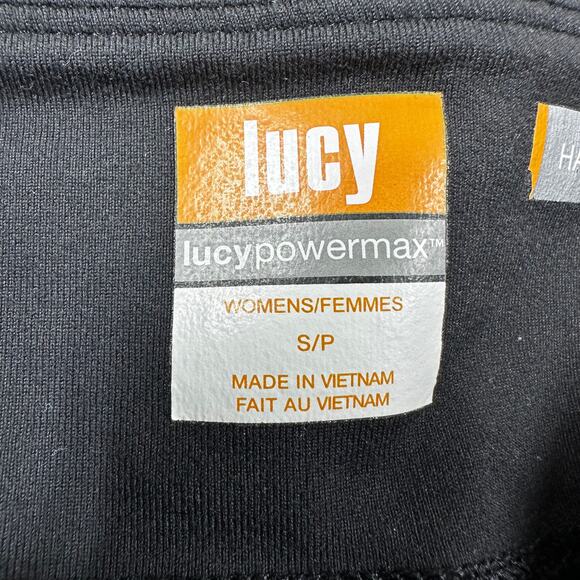 lucy
lucypowermax™
WOMENS/FEMMES
S/P
MADE IN VIETNAM
FAIT AU VIETNAM